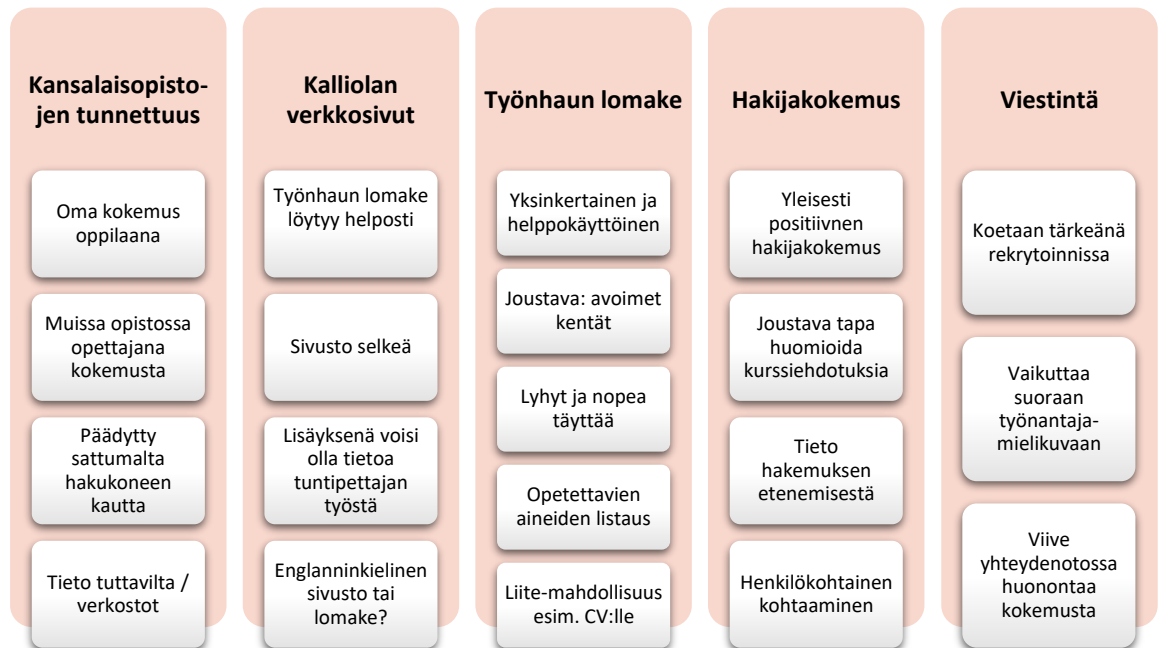 Kansalaisopisto-
jen tunnettuus
Oma kokemus
oppilaana
Muissa opistossa
opettajana
kokemusta
Päädytty
sattumalta
hakukoneen
kautta
Tieto tuttavilta /
verkostot
Kalliolan
verkkosivut
Työnhaun lomake
löytyy helposti
Sivusto selkeä
Lisäyksenä voisi
olla tietoa
tuntipettajan
työstä
Englanninkielinen
sivusto tai
lomake?
Työnhaun lomake
Yksinkertainen ja
helppokäyttöinen
Joustava: avoimet
kentät
Lyhyt ja nopea
täyttää
Opetettavien
aineiden listaus
Liite-mahdollisuus
esim. CV:lle
Hakijakokemus
Yleisesti
positiivnen
hakijakokemus
Joustava tapa
huomioida
kurssiehdotuksia
Tieto
hakemuksen
etenemisestä
Henkilökohtainen
kohtaaminen
Viestintä
Koetaan tärkeänä
rekrytoinnissa
Vaikuttaa
suoraan
työnantaja-
mielikuvaan
Viive
yhteydenotossa
huonontaa
kokemusta